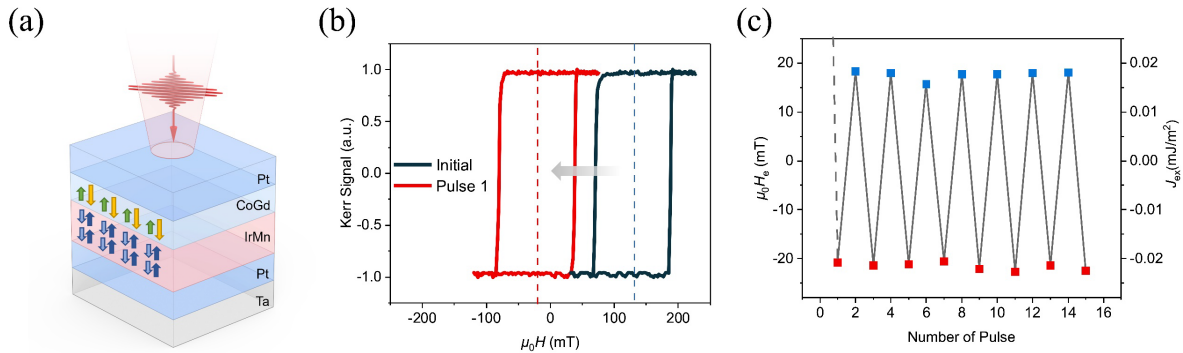 (a)
Pt
CoGd
IrMn
Pt
Ta
(b)
Kerr Signal (a.u.)
1.0
0.5
0.0
-0.5
-1.0
Initial
Pulse 1
-100 0 100 200
μ₀H (mT)
(c)
μ₀Hₑ (mT)
20
10
0
-10
-20
0.02
0.01
0.00
-0.01
-0.02
Jₑₓ(mJ/m²)
0 2 4 6 8 10 12 14 16
Number of Pulse